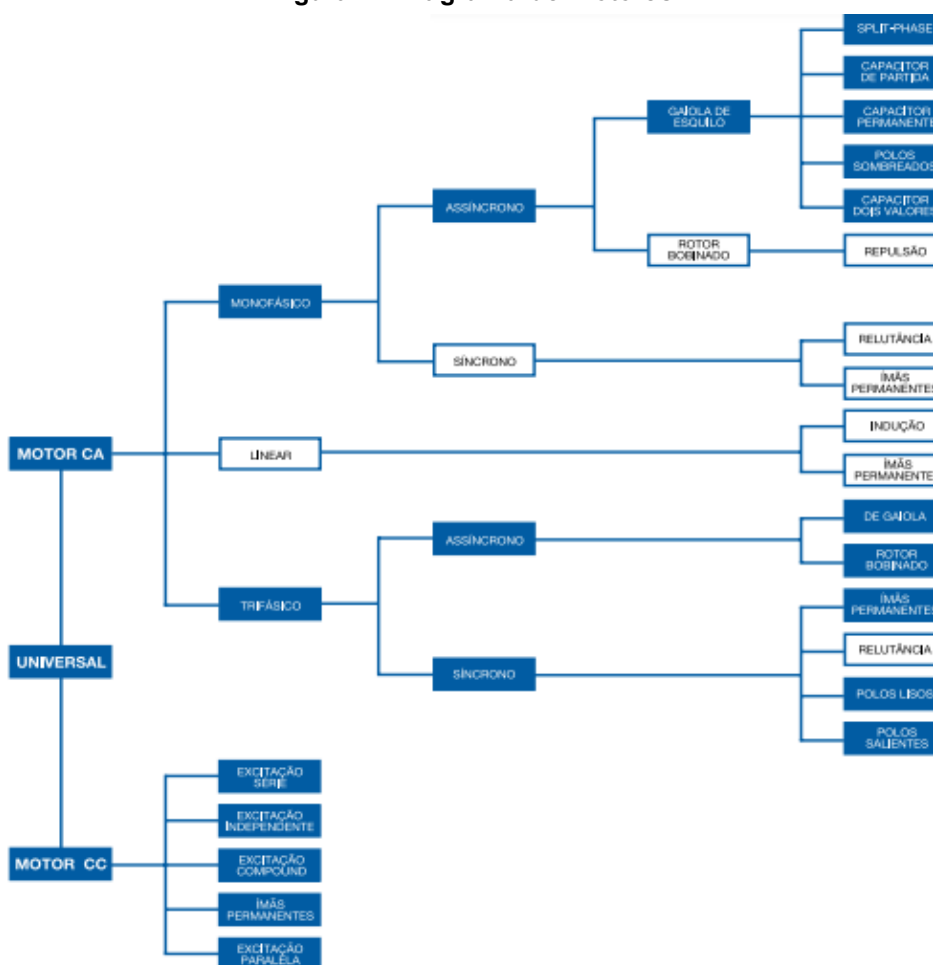 SPLIT-PHASE
CAPACITOR
DE PARTIDA
GAIOLA DE
ESQUILO
CAPACITOR
PERMANENTE
POLOS
SOMBREADOS
ASSÍNCRONO
CAPACITOR
DOIS VALORES
ROTOR
BOBINADO
REPULSÃO
MONOFÁSICO
SÍNCRONO
RELUTÂNCIA
ÍMÃS
PERMANENTES
MOTOR CA
LINEAR
INDUÇÃO
ÍMÃS
PERMANENTE
ASSÍNCRONO
DE GAIOLA
ROTOR
BOBINADO
TRIFÁSICO
ÍMÃS
PERMANENTES
UNIVERSAL
SÍNCRONO
RELUTÂNCIA
POLOS LISOS
POLOS
SALIENTES
EXCITAÇÃO
SÉRIE
EXCITAÇÃO
INDEPENDENTE
MOTOR CC
EXCITAÇÃO
COMPOUND
ÍMÃS
PERMANENTES
EXCITAÇÃO
PARALELA